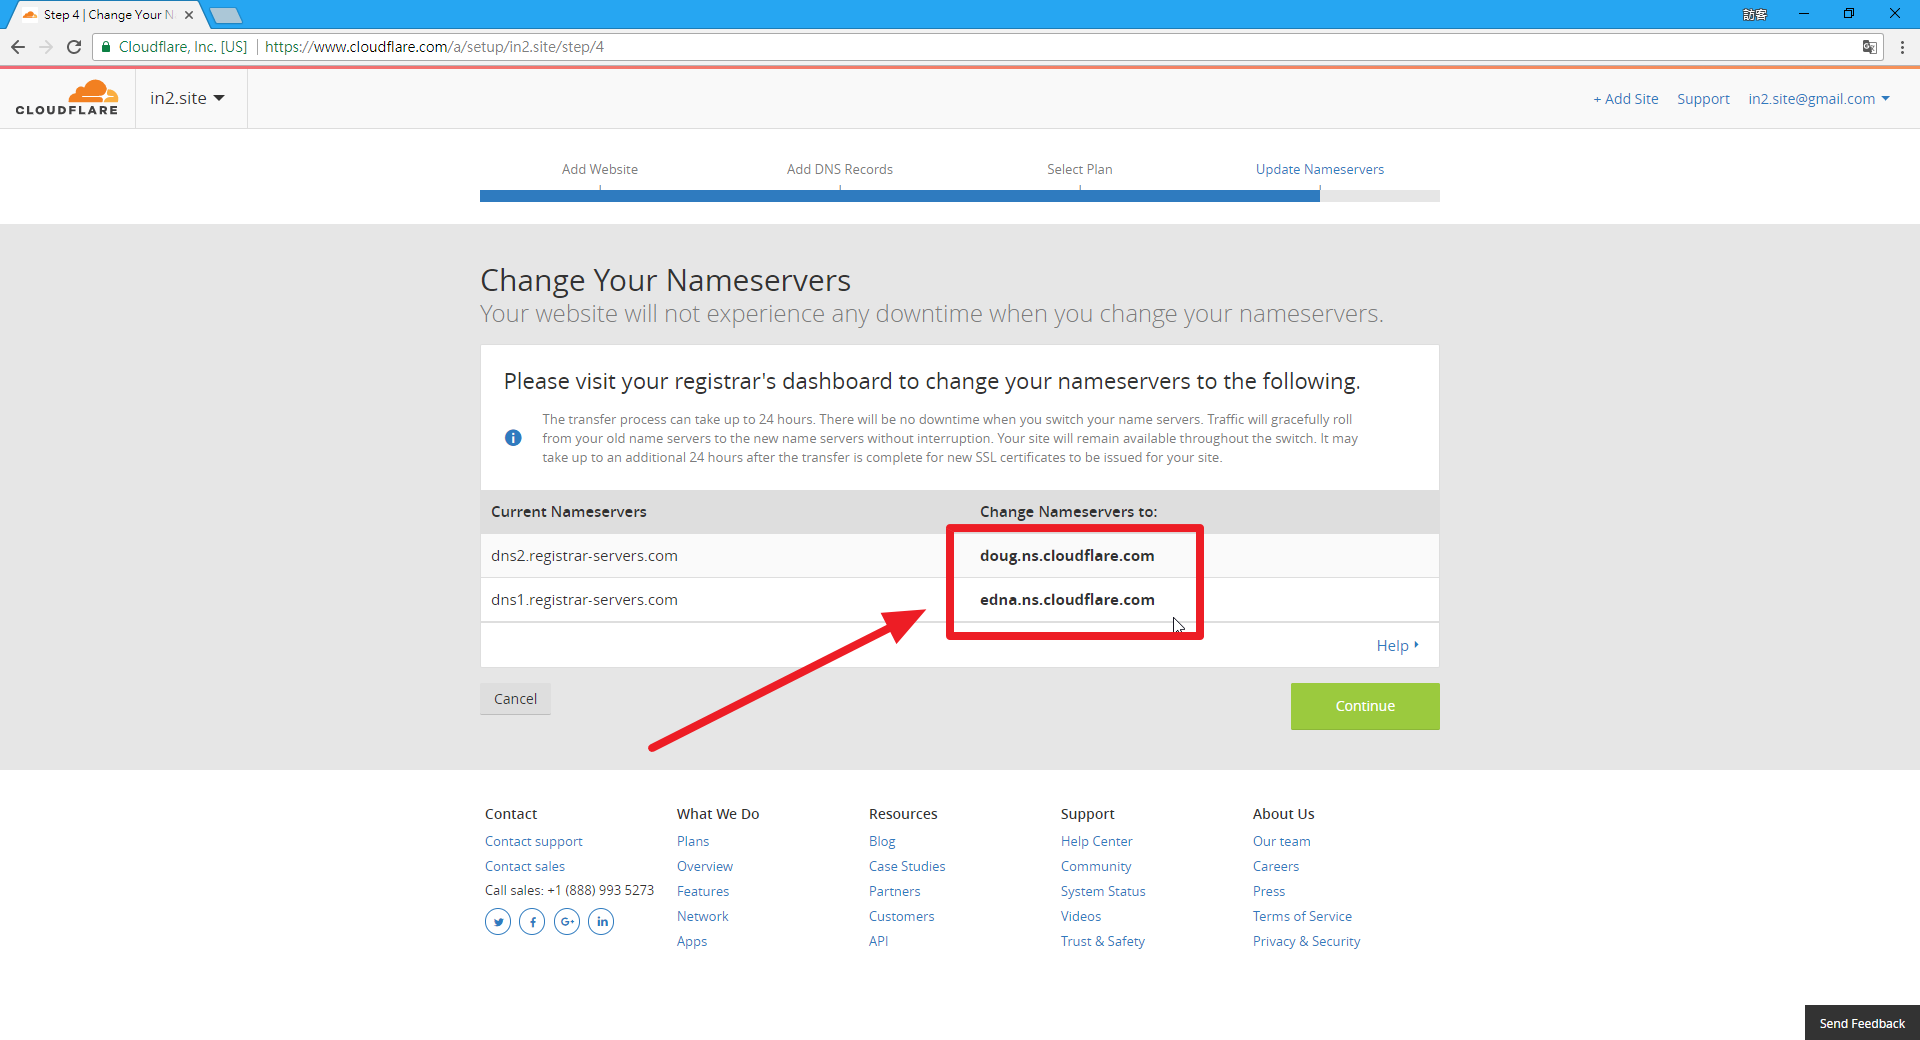 Step 4 | Change Your N
訪客
Cloudflare, Inc. [US] https://www.cloudflare.com/a/setup/in2.site/step/4
CLOUDFLARE
in2.site
+ Add Site Support in2.site@gmail.com
Add Website Add DNS Records Select Plan Update Nameservers
Change Your Nameservers
Your website will not experience any downtime when you change your nameservers.
Please visit your registrar's dashboard to change your nameservers to the following.
The transfer process can take up to 24 hours. There will be no downtime when you switch your name servers. Traffic will gracefully roll
from your old name servers to the new name servers without interruption. Your site will remain available throughout the switch. It may
take up to an additional 24 hours after the transfer is complete for new SSL certificates to be issued for your site.
Current Nameservers Change Nameservers to:
dns2.registrar-servers.com doug.ns.cloudflare.com
dns1.registrar-servers.com edna.ns.cloudflare.com
Help
Cancel
Continue
Contact
Contact support
Contact sales
Call sales: +1 (888) 993 5273
What We Do
Plans
Overview
Features
Network
Apps
Resources
Blog
Case Studies
Partners
Customers
API
Support
Help Center
Community
System Status
Videos
Trust & Safety
About Us
Our team
Careers
Press
Terms of Service
Privacy & Security
Send Feedback